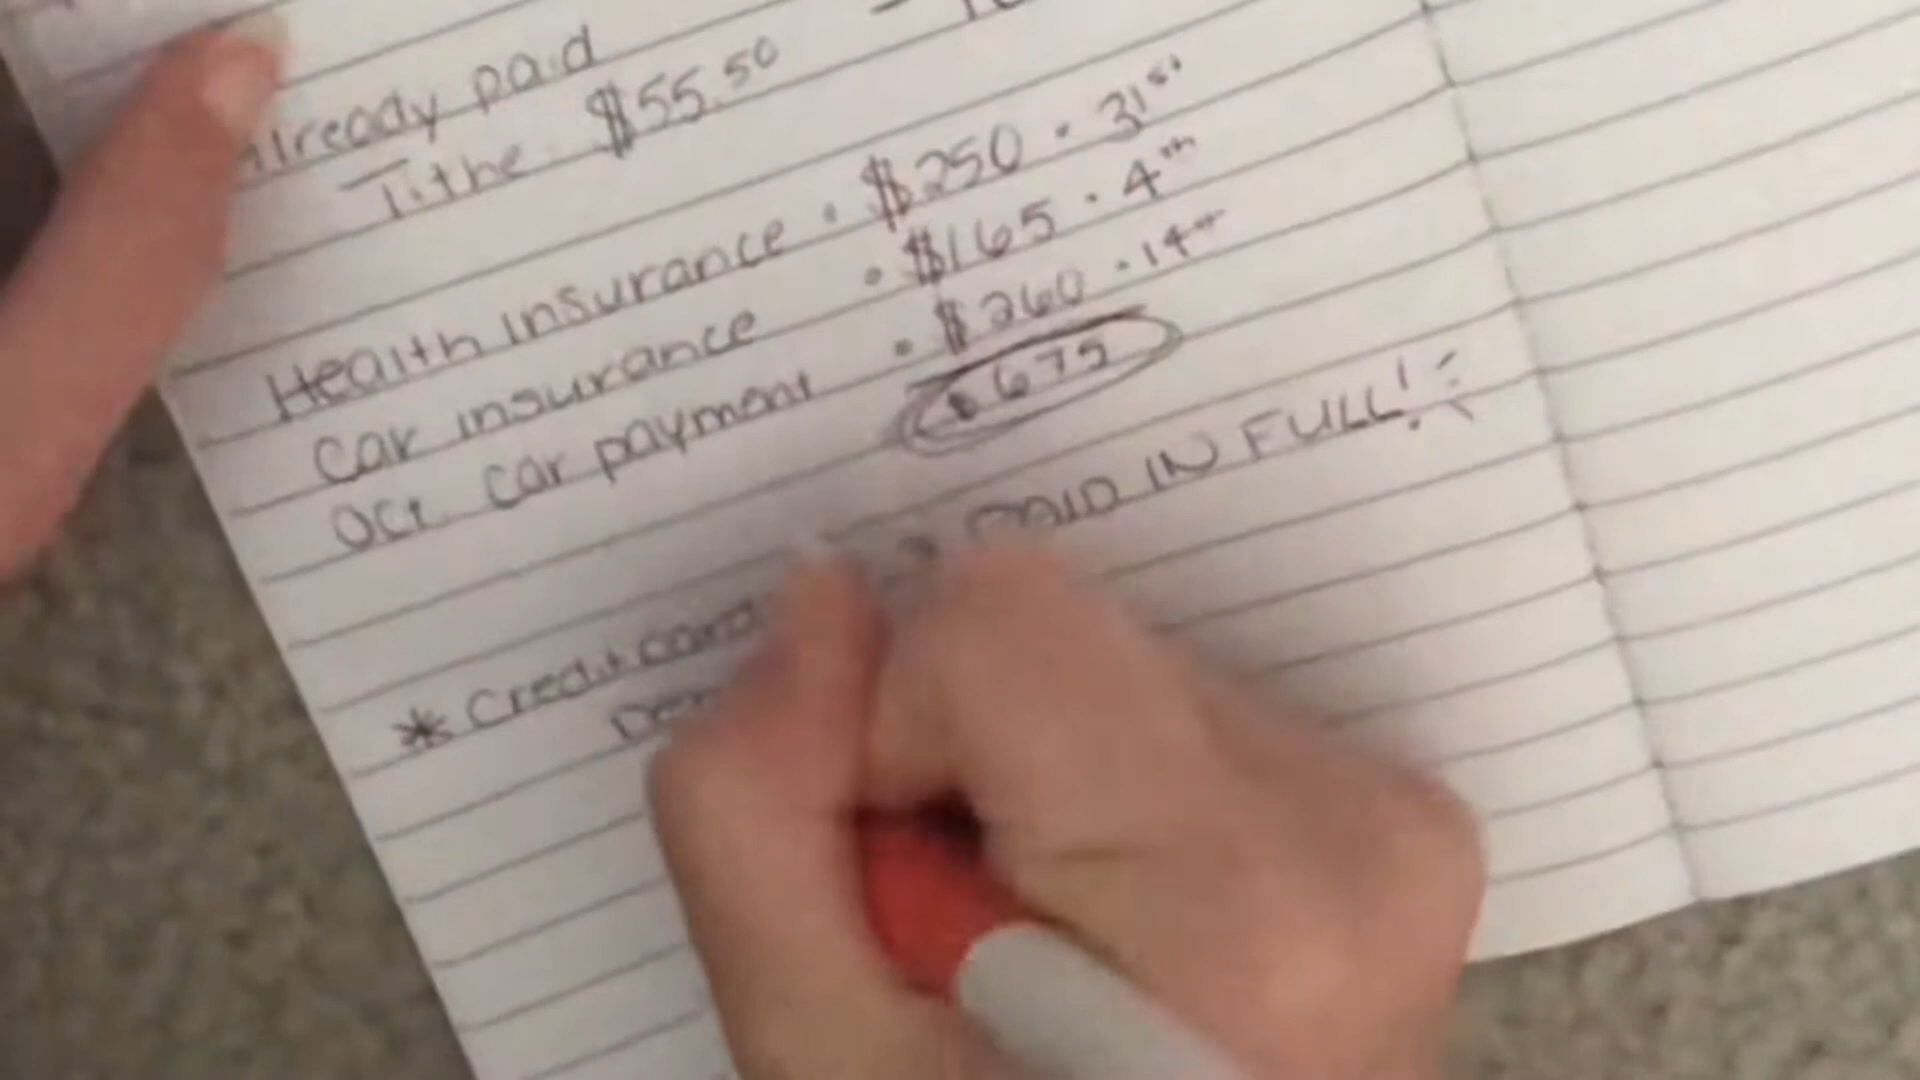 Already paid
Tithe · $55.50
Health insurance · $250 · 31st
Car insurance · $165 · 4th
Oct car payment · $260 · 14th
$675
* Credit card PAID IN FULL!